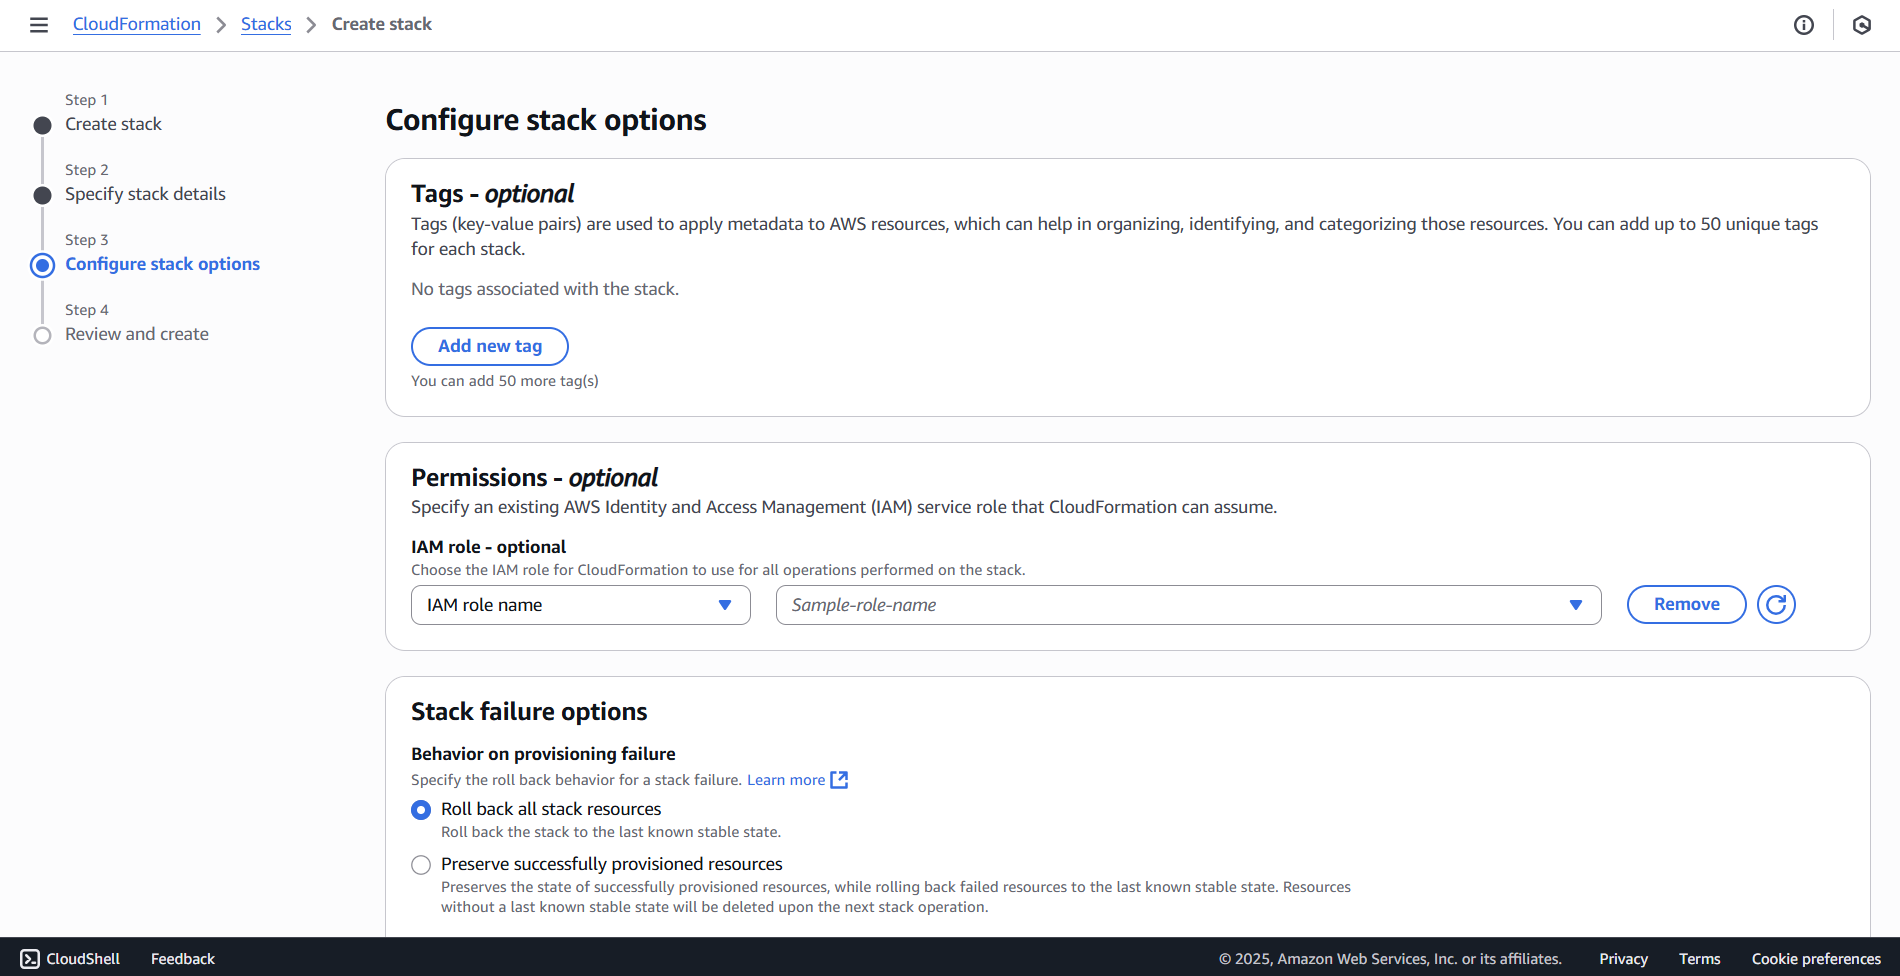 CloudFormation > Stacks > Create stack
Step 1
Create stack
Step 2
Specify stack details
Step 3
Configure stack options
Step 4
Review and create
Configure stack options
Tags - optional
Tags (key-value pairs) are used to apply metadata to AWS resources, which can help in organizing, identifying, and categorizing those resources. You can add up to 50 unique tags
for each stack.
No tags associated with the stack.
Add new tag
You can add 50 more tag(s)
Permissions - optional
Specify an existing AWS Identity and Access Management (IAM) service role that CloudFormation can assume.
IAM role - optional
Choose the IAM role for CloudFormation to use for all operations performed on the stack.
IAM role name
Sample-role-name
Remove
Stack failure options
Behavior on provisioning failure
Specify the roll back behavior for a stack failure. Learn more
Roll back all stack resources
Roll back the stack to the last known stable state.
Preserve successfully provisioned resources
Preserves the state of successfully provisioned resources, while rolling back failed resources to the last known stable state. Resources
without a last known stable state will be deleted upon the next stack operation.
CloudShell Feedback © 2025, Amazon Web Services, Inc. or its affiliates. Privacy Terms Cookie preferences